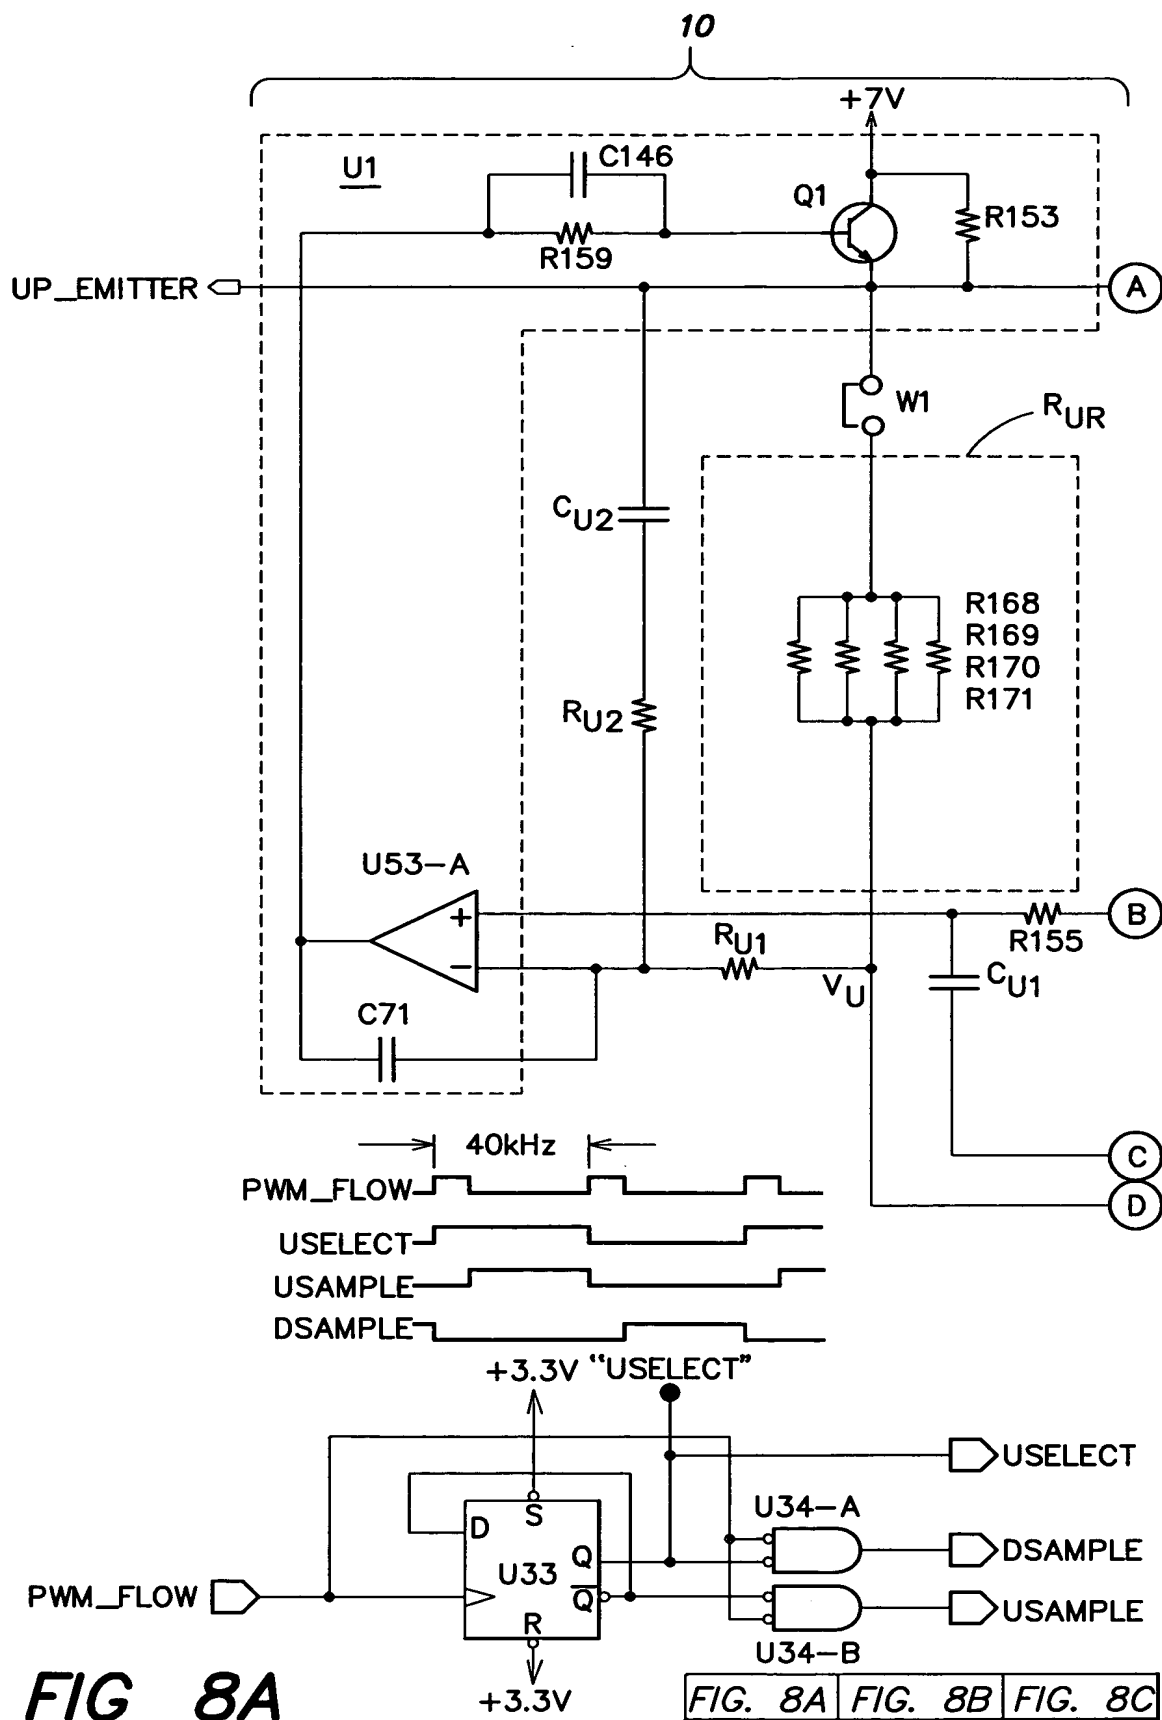 10
+7V
U1
C146
Q1
R153
R159
UP_EMITTER
A
W1
RUR
CU2
R168
R169
R170
R171
RU2
U53-A
+
B
RU1
R155
−
VU
CU1
C71
40kHz
C
PWM_FLOW
D
USELECT
USAMPLE
DSAMPLE
+3.3V "USELECT"
USELECT
S
U34-A
D
Q
DSAMPLE
U33
PWM_FLOW
Q
USAMPLE
R
U34-B
FIG 8A
+3.3V
FIG. 8A FIG. 8B FIG. 8C